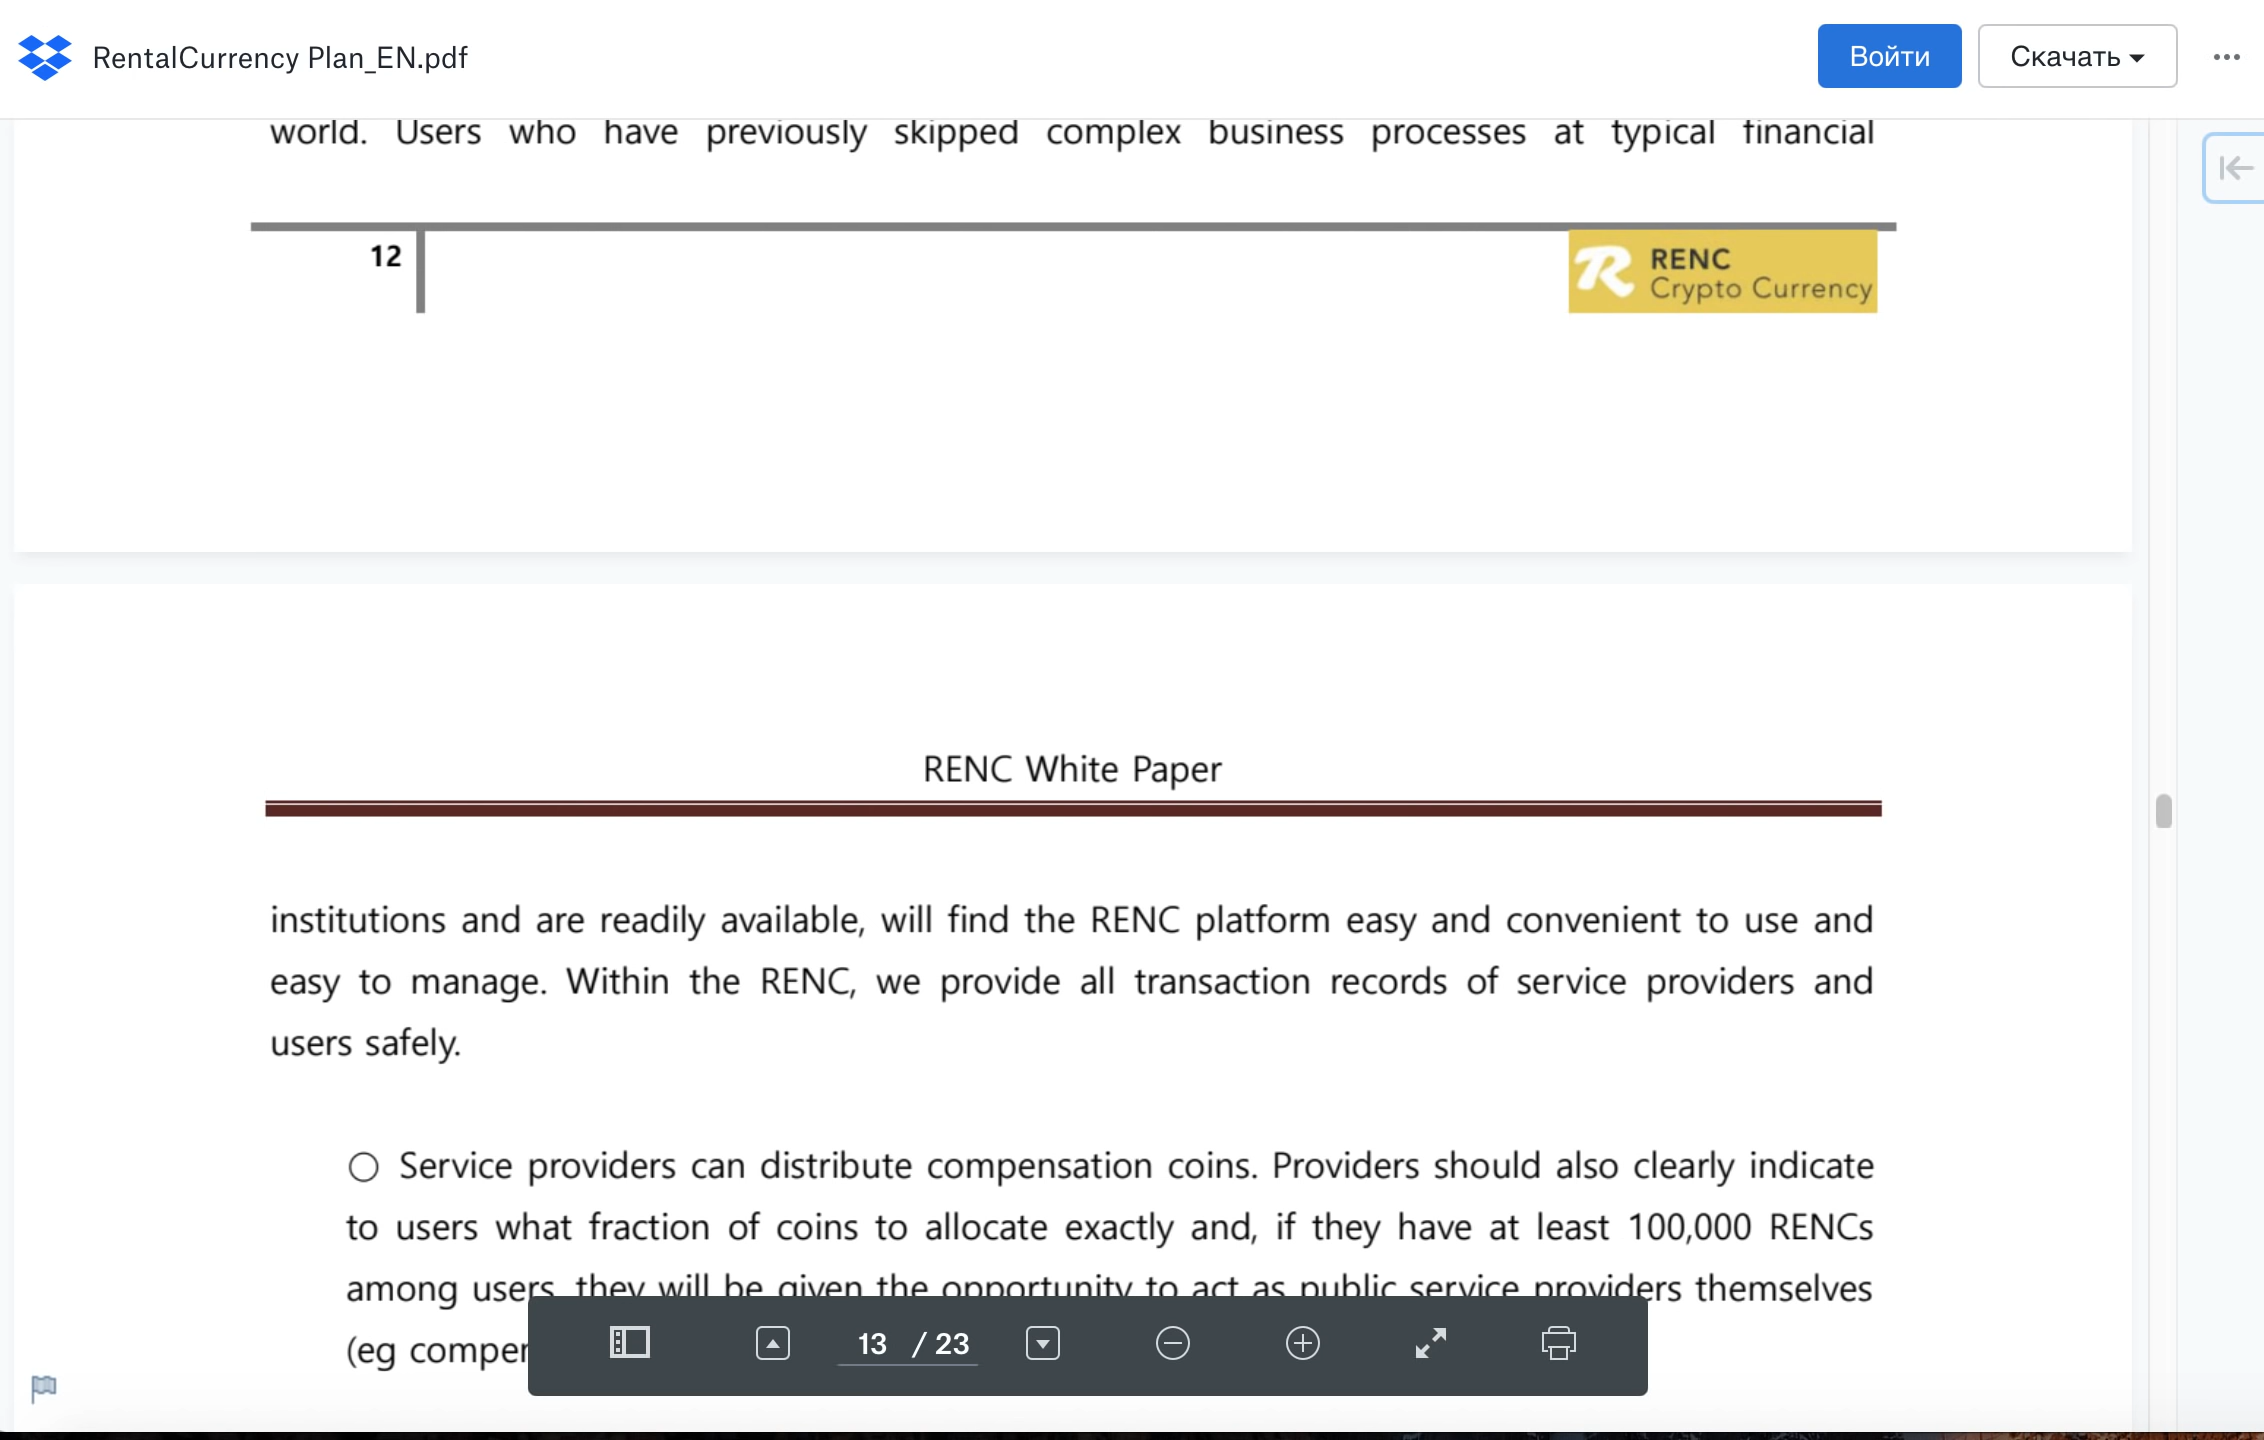 RentalCurrency Plan_EN.pdf
Войти
Скачать
world. Users who have previously skipped complex business processes at typical financial
12
RENC
Crypto Currency
RENC White Paper
institutions and are readily available, will find the RENC platform easy and convenient to use and
easy to manage. Within the RENC, we provide all transaction records of service providers and
users safely.
○ Service providers can distribute compensation coins. Providers should also clearly indicate
to users what fraction of coins to allocate exactly and, if they have at least 100,000 RENCs
among users, they will be given the opportunity to act as public service providers themselves
(eg
13 / 23